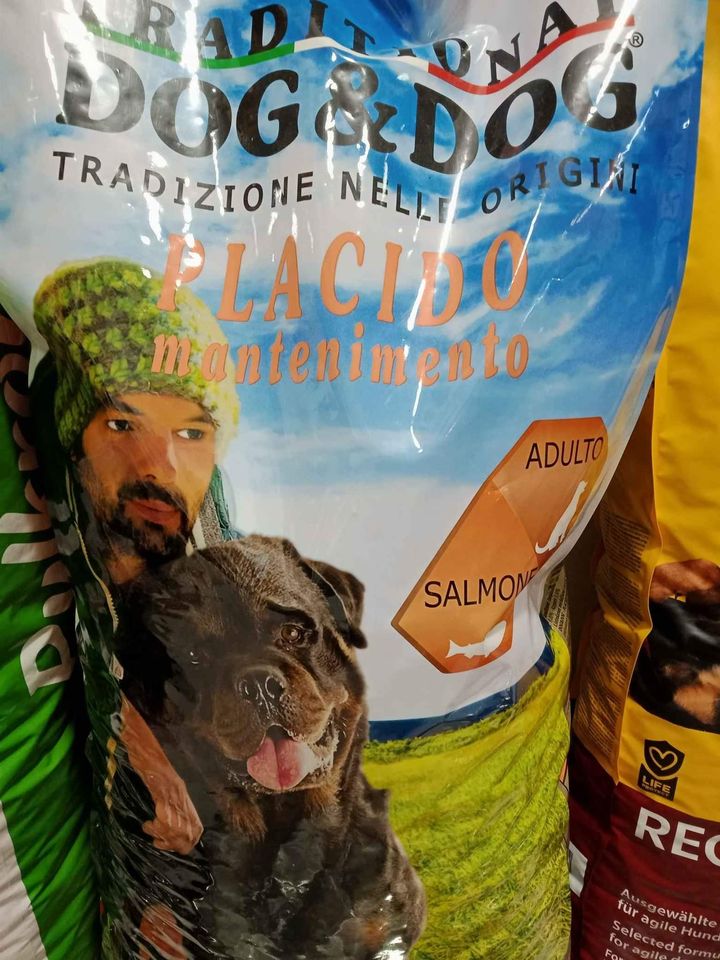 TRADITIONAL
DOG&DOG®
TRADIZIONE NELLE ORIGINI
PLACIDO
mantenimento
ADULTO
SALMONE
LIFE
REC
Ausgewählte
für agile Hund
Selected formu
for agile d
For